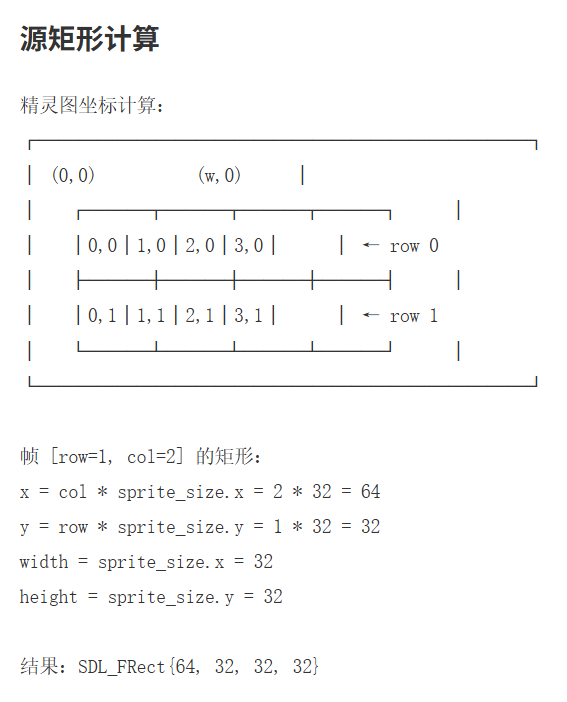 源矩形计算
精灵图坐标计算：
┌─────────────────────────────────────────┐
│ (0,0)          (w,0)     │
│    ┌──────┬──────┬──────┬──────┐     │
│    │0,0│1,0│2,0│3,0│     │ ← row 0
│    ├──────┼──────┼──────┼──────┤     │
│    │0,1│1,1│2,1│3,1│     │ ← row 1
│    └──────┴──────┴──────┴──────┘     │
└─────────────────────────────────────────┘
帧 [row=1, col=2] 的矩形：
x = col * sprite_size.x = 2 * 32 = 64
y = row * sprite_size.y = 1 * 32 = 32
width = sprite_size.x = 32
height = sprite_size.y = 32
结果：SDL_FRect{64, 32, 32, 32}